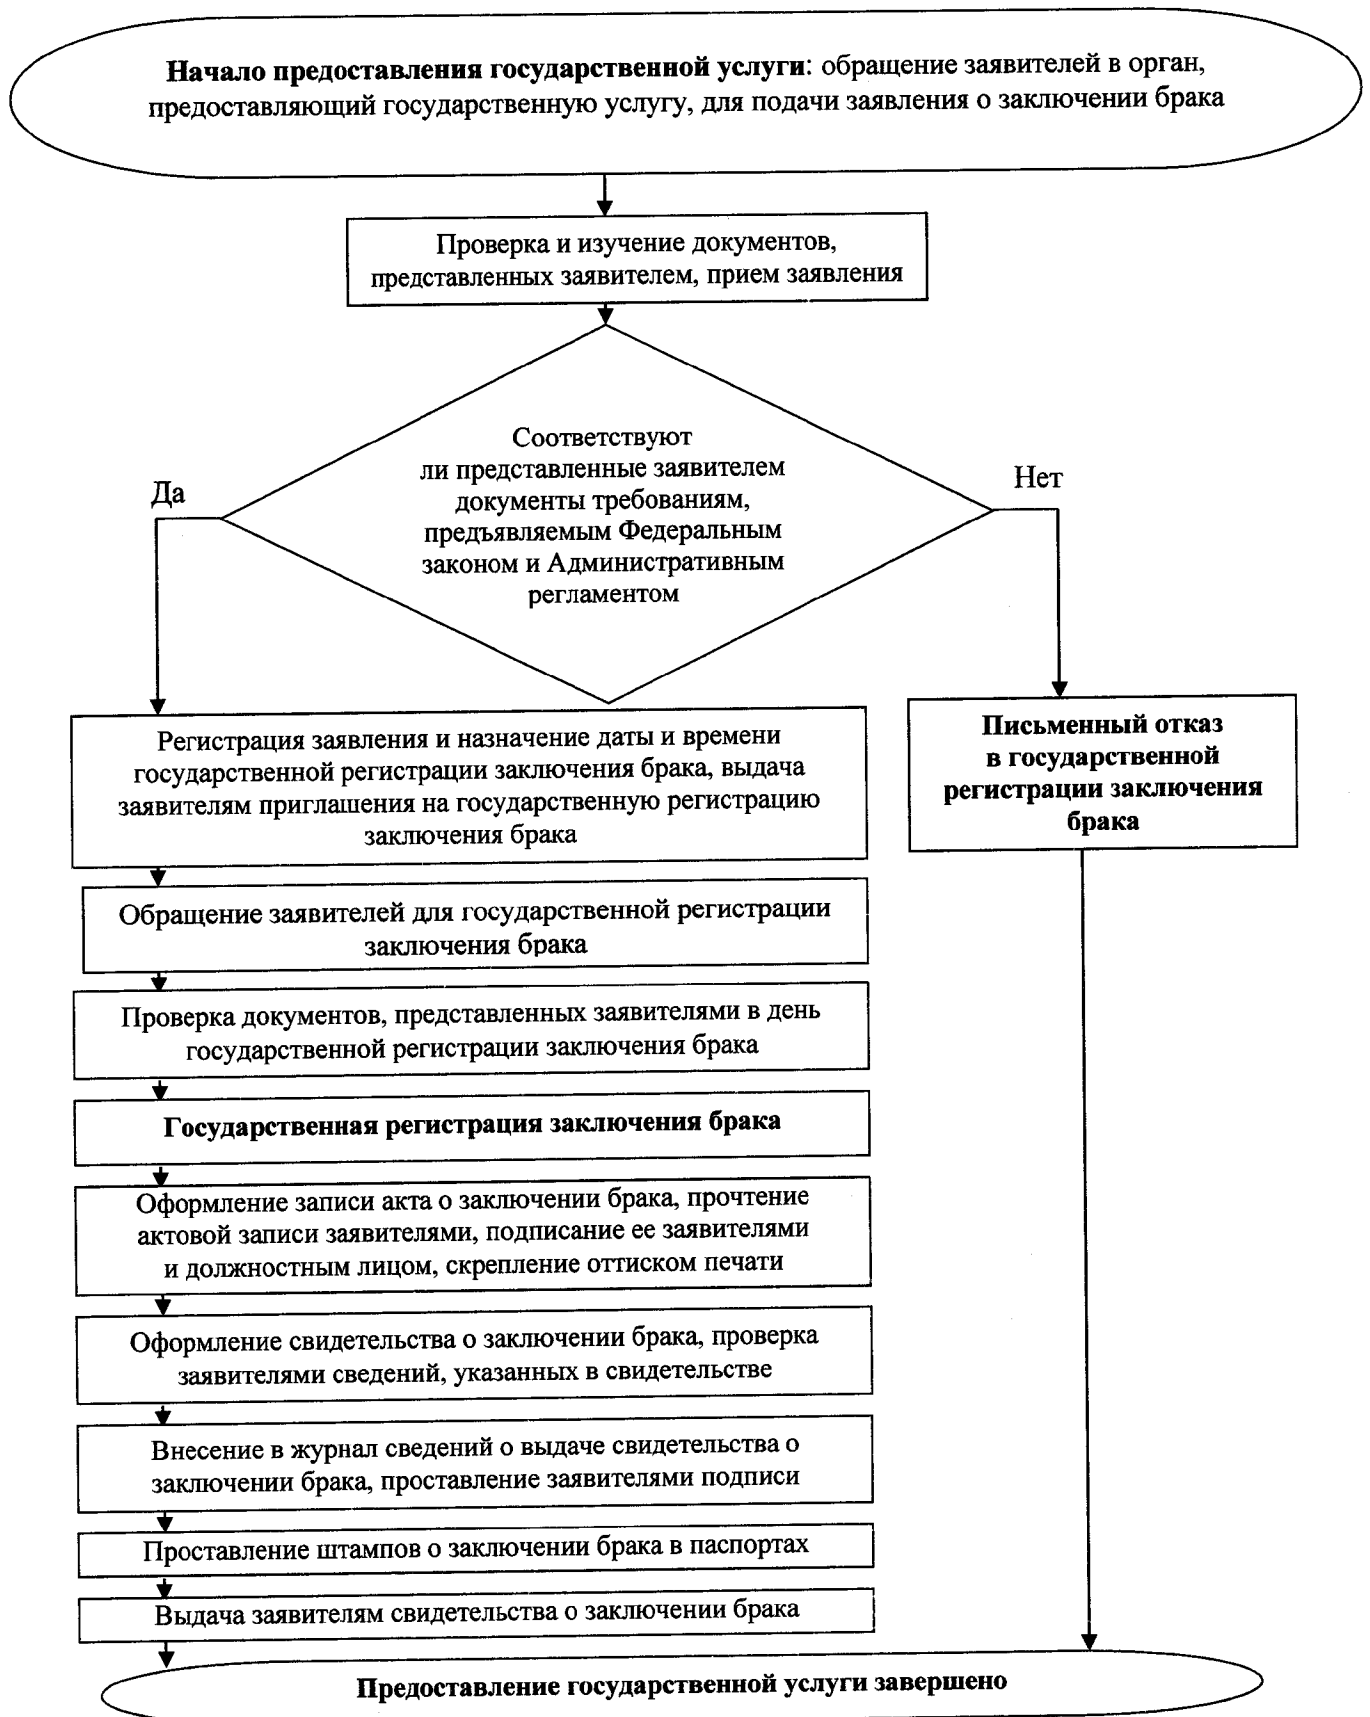 Начало предоставления государственной услуги: обращение заявителей в орган,
предоставляющий государственную услугу, для подачи заявления о заключении брака
Проверка и изучение документов,
представленных заявителем, прием заявления
Соответствуют
ли представленные заявителем
документы требованиям,
предъявляемым Федеральным
законом и Административным
регламентом
Да
Нет
Регистрация заявления и назначение даты и времени
государственной регистрации заключения брака, выдача
заявителям приглашения на государственную регистрацию
заключения брака
Письменный отказ
в государственной
регистрации заключения
брака
Обращение заявителей для государственной регистрации
заключения брака
Проверка документов, представленных заявителями в день
государственной регистрации заключения брака
Государственная регистрация заключения брака
Оформление записи акта о заключении брака, прочтение
актовой записи заявителями, подписание ее заявителями
и должностным лицом, скрепление оттиском печати
Оформление свидетельства о заключении брака, проверка
заявителями сведений, указанных в свидетельстве
Внесение в журнал сведений о выдаче свидетельства о
заключении брака, проставление заявителями подписи
Проставление штампов о заключении брака в паспортах
Выдача заявителям свидетельства о заключении брака
Предоставление государственной услуги завершено